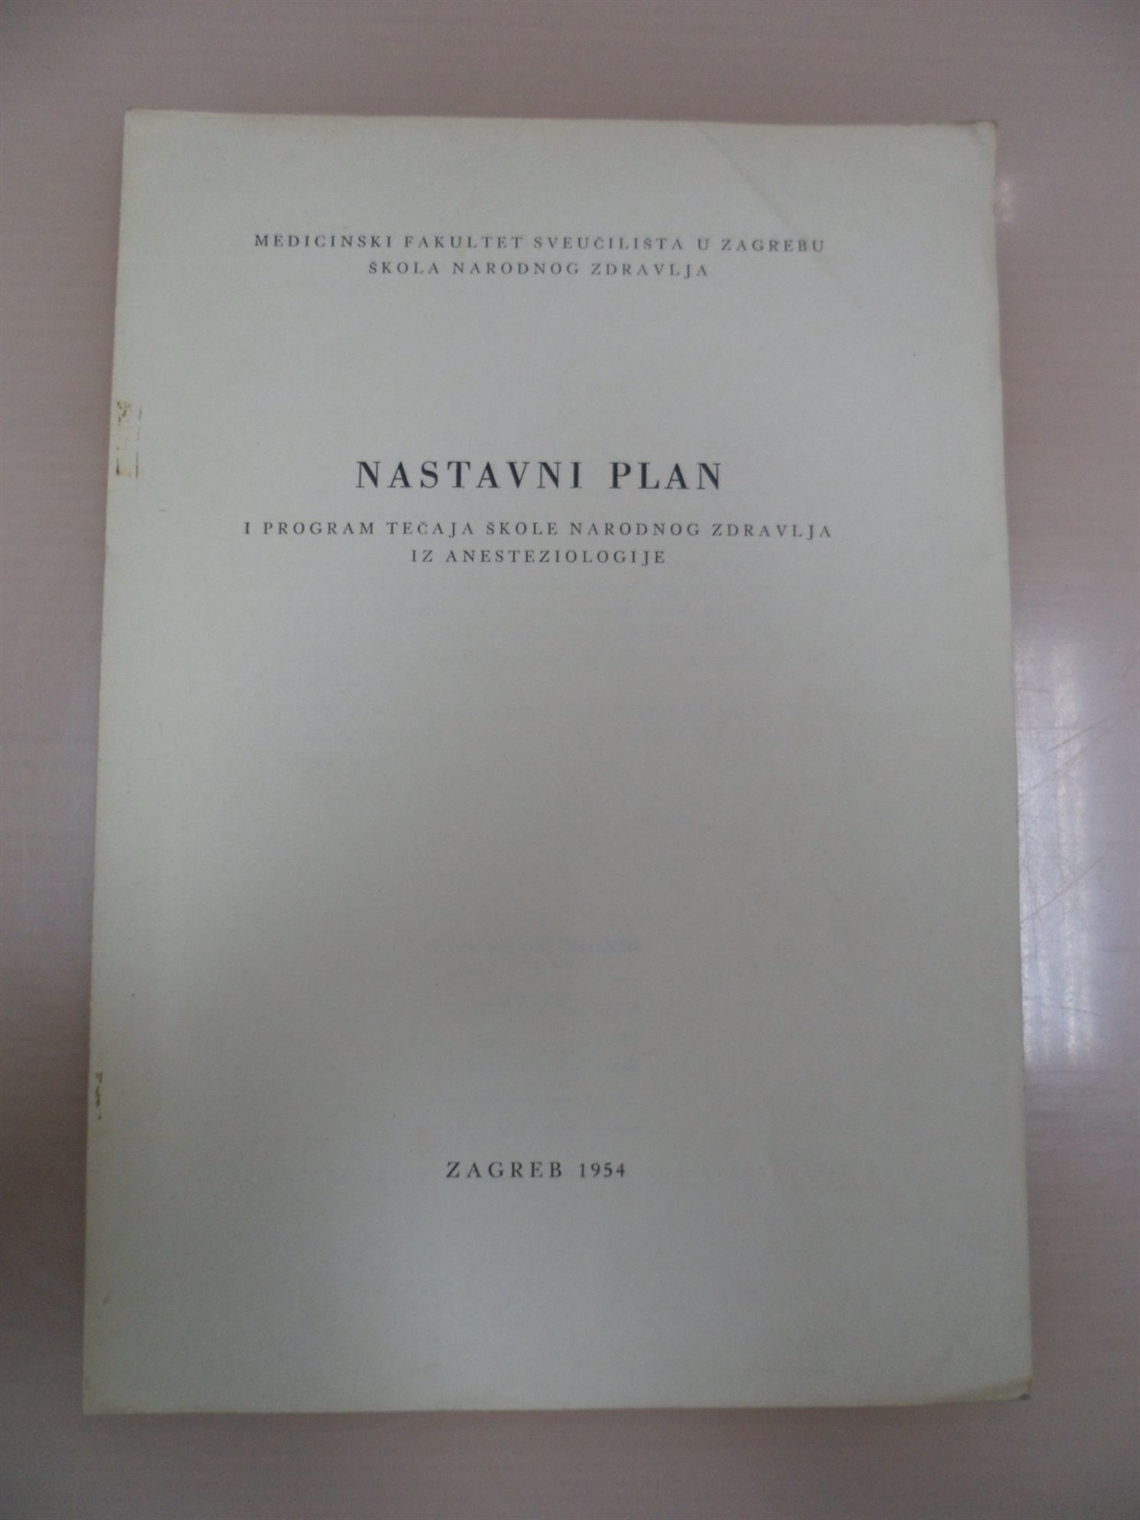 MEDICINSKI FAKULTET SVEUČILIŠTA U ZAGREBU
ŠKOLA NARODNOG ZDRAVLJA
NASTAVNI PLAN
I PROGRAM TEČAJA ŠKOLE NARODNOG ZDRAVLJA
IZ ANESTEZIOLOGIJE
ZAGREB 1954